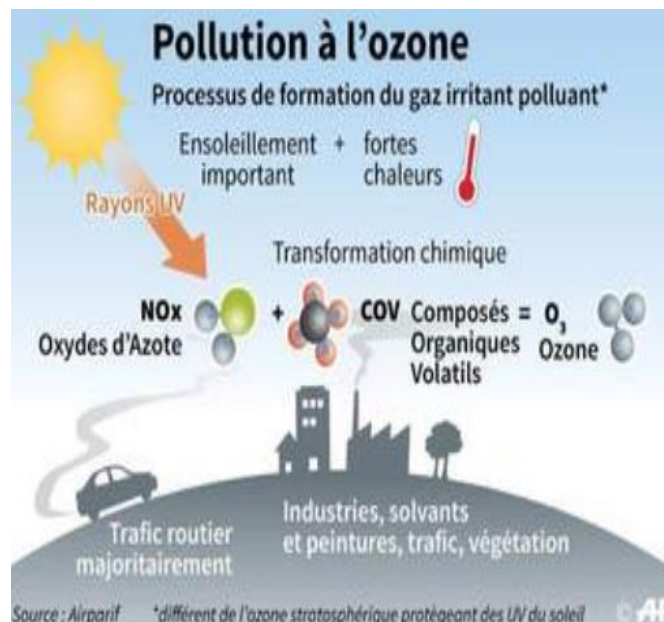 Pollution à l'ozone
Processus de formation du gaz irritant polluant*
Ensoleillement + fortes
important chaleurs
Rayons UV
Transformation chimique
NOx + COV Composés = O3
Oxydes d'Azote Organiques Ozone
Volatils
Trafic routier
majoritairement
Industries, solvants
et peintures, trafic, végétation
Source : Airparif *différent de l'ozone stratosphérique protégeant des UV du soleil ©